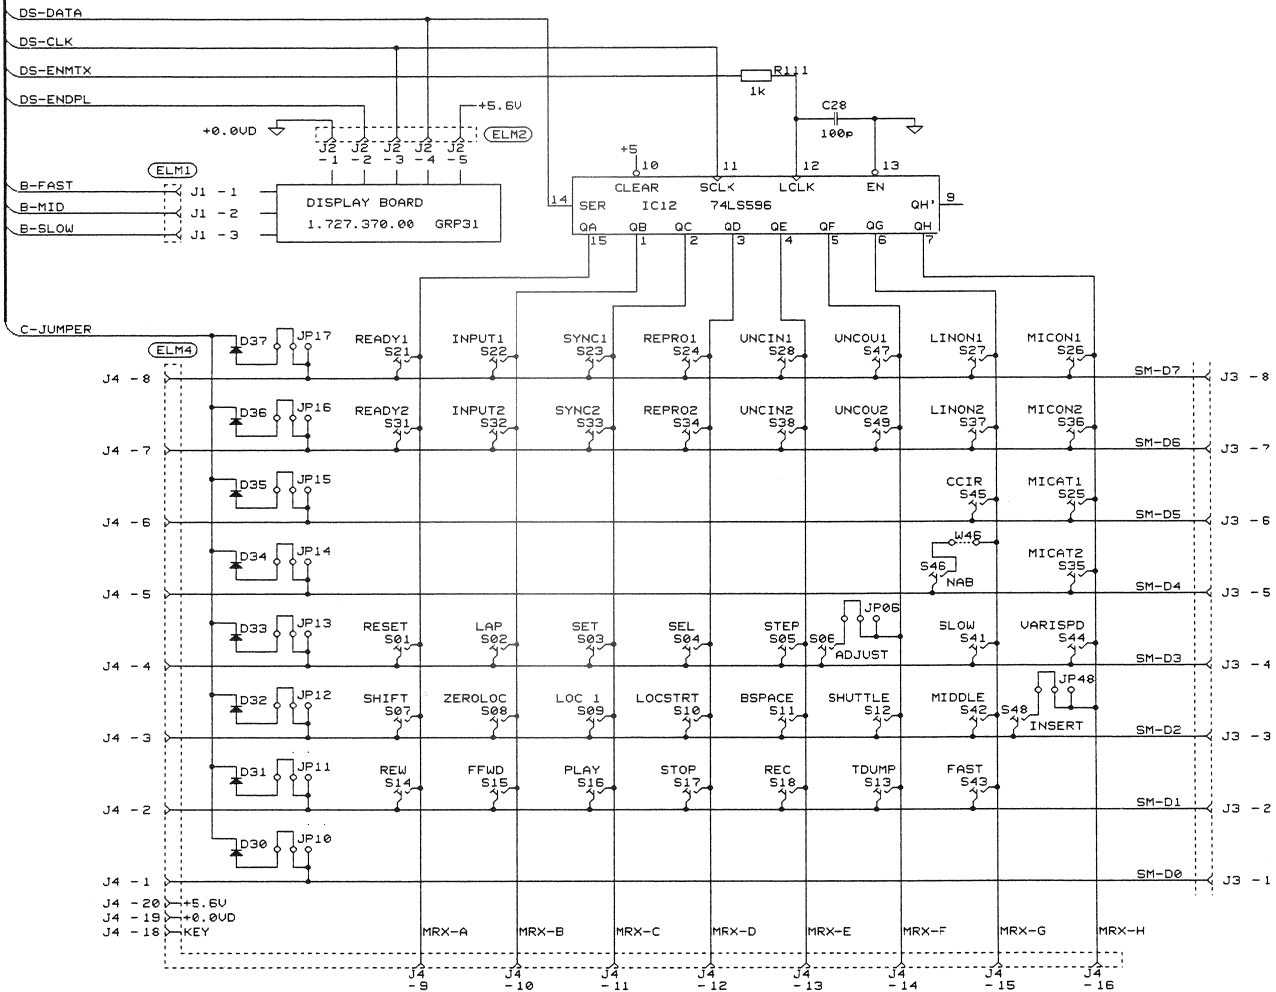 DS-DATA
DS-CLK
DS-ENMTX
R111
1k
DS-ENDPL
+5.6V
C28
100p
+0.0VD
ELM2
J2 J2 J2 J2 J2
-1 -2 -3 -4 -5
+5
10 11 12 13
ELM1
CLEAR SCLK LCLK EN
B-FAST J1 -1
B-MID J1 -2
B-SLOW J1 -3
DISPLAY BOARD
1.727.370.00 GRP31
14 SER IC12 74LS596 QH' 9
QA QB QC QD QE QF QG QH
15 1 2 3 4 5 6 7
C-JUMPER
ELM4
D37 JP17
READY1 INPUT1 SYNC1 REPRO1 UNCIN1 UNCOU1 LINON1 MICON1
S21 S22 S23 S24 S28 S47 S27 S26
J4 -8 SM-D7 J3 -8
D36 JP16
READY2 INPUT2 SYNC2 REPRO2 UNCIN2 UNCOU2 LINON2 MICON2
S31 S32 S33 S34 S38 S49 S37 S36
J4 -7 SM-D6 J3 -7
D35 JP15
CCIR MICAT1
S45 S25
J4 -6 SM-D5 J3 -6
D34 JP14
W46
MICAT2
S46 S35
NAB
J4 -5 SM-D4 J3 -5
D33 JP13
JP06
RESET LAP SET SEL STEP SLOW VARISPD
S01 S02 S03 S04 S05 S06 S41 S44
ADJUST
J4 -4 SM-D3 J3 -4
D32 JP12
JP48
SHIFT ZEROLOC LOC 1 LOCSTRT BSPACE SHUTTLE MIDDLE
S07 S08 S09 S10 S11 S12 S42 S48
INSERT
J4 -3 SM-D2 J3 -3
D31 JP11
REW FFWD PLAY STOP REC TDUMP FAST
S14 S15 S16 S17 S18 S13 S43
J4 -2 SM-D1 J3 -2
D30 JP10
J4 -1 SM-D0 J3 -1
J4 -20 +5.6V
J4 -19 +0.0VD
J4 -18 KEY
MRX-A MRX-B MRX-C MRX-D MRX-E MRX-F MRX-G MRX-H
J4 J4 J4 J4 J4 J4 J4 J4
-9 -10 -11 -12 -13 -14 -15 -16